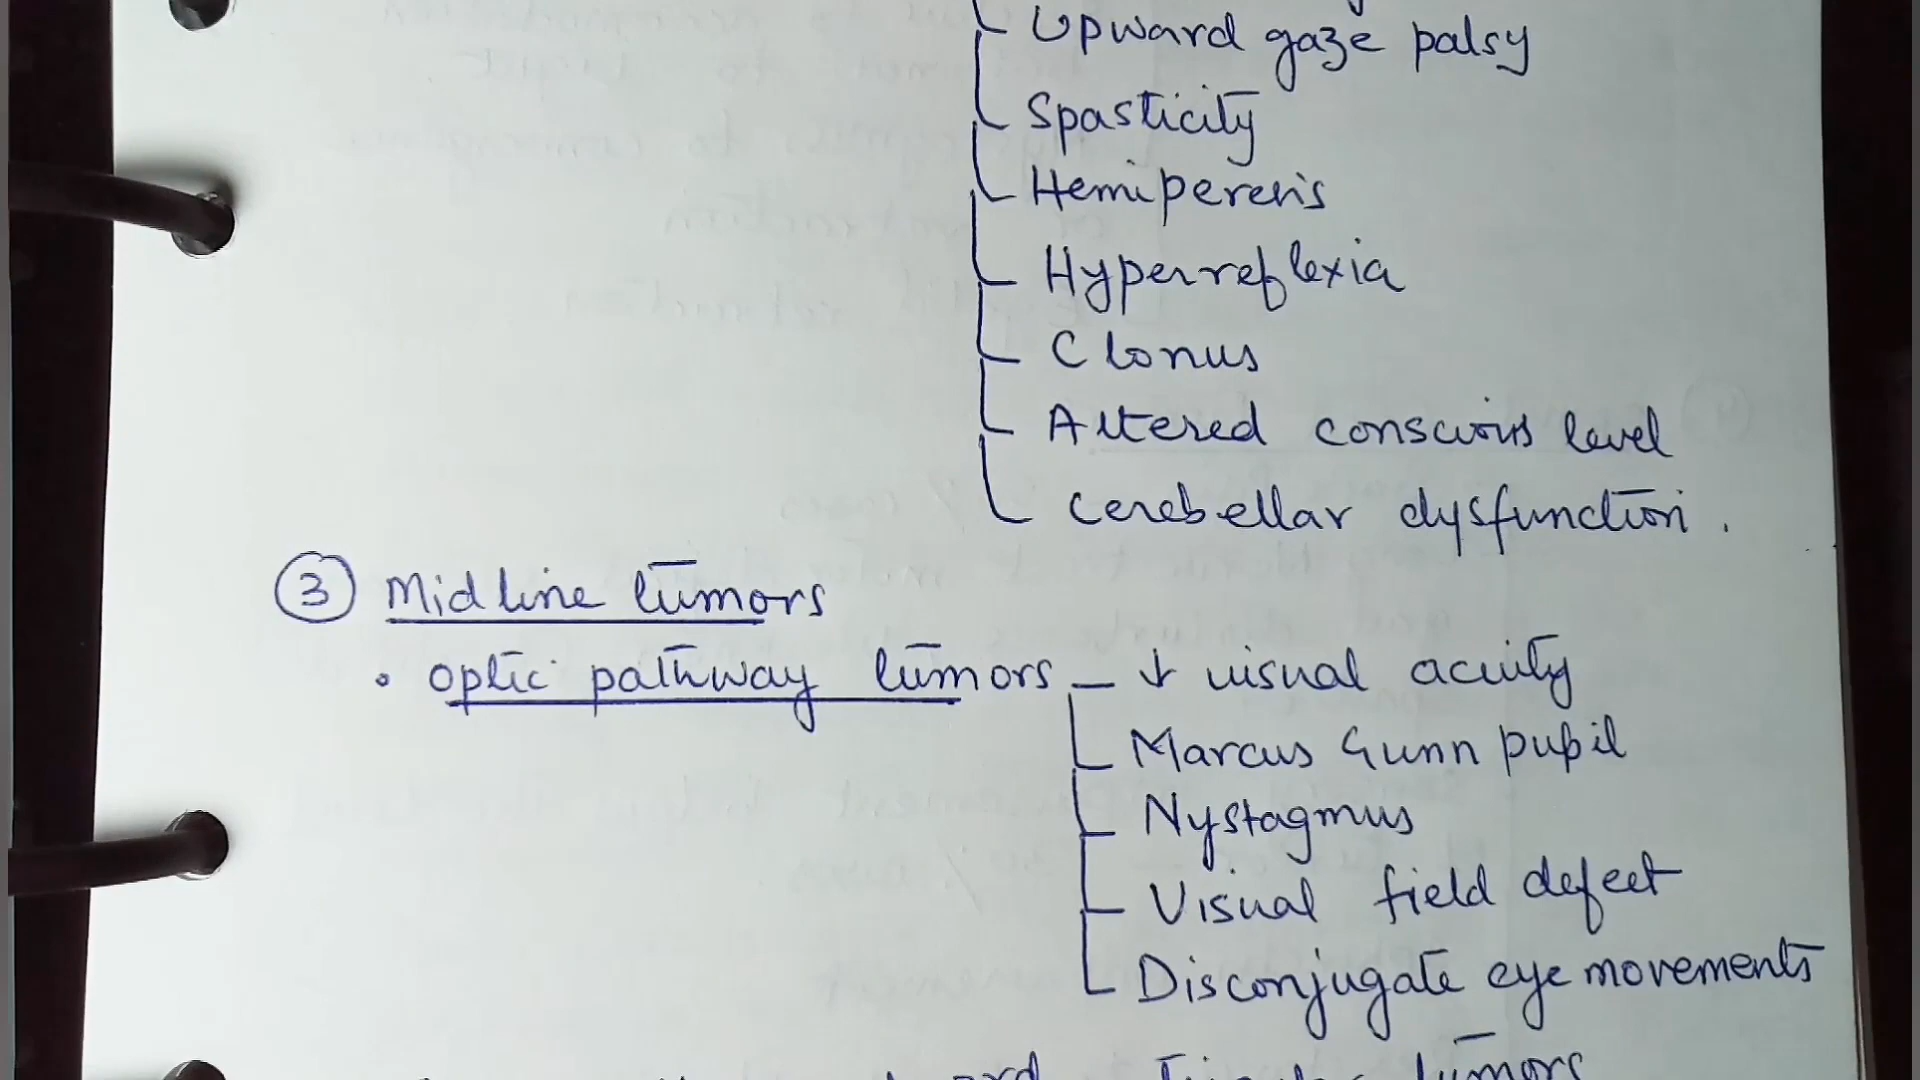 Upward gaze palsy
Spasticity
Hemiperesis
Hyperreflexia
Clonus
Altered conscious level
Cerebellar dysfunction.
③ Midline tumors
• Optic pathway tumors — ↓ visual acuity
Marcus Gunn pupil
Nystagmus
Visual field defect
Disconjugate eye movements
tumors